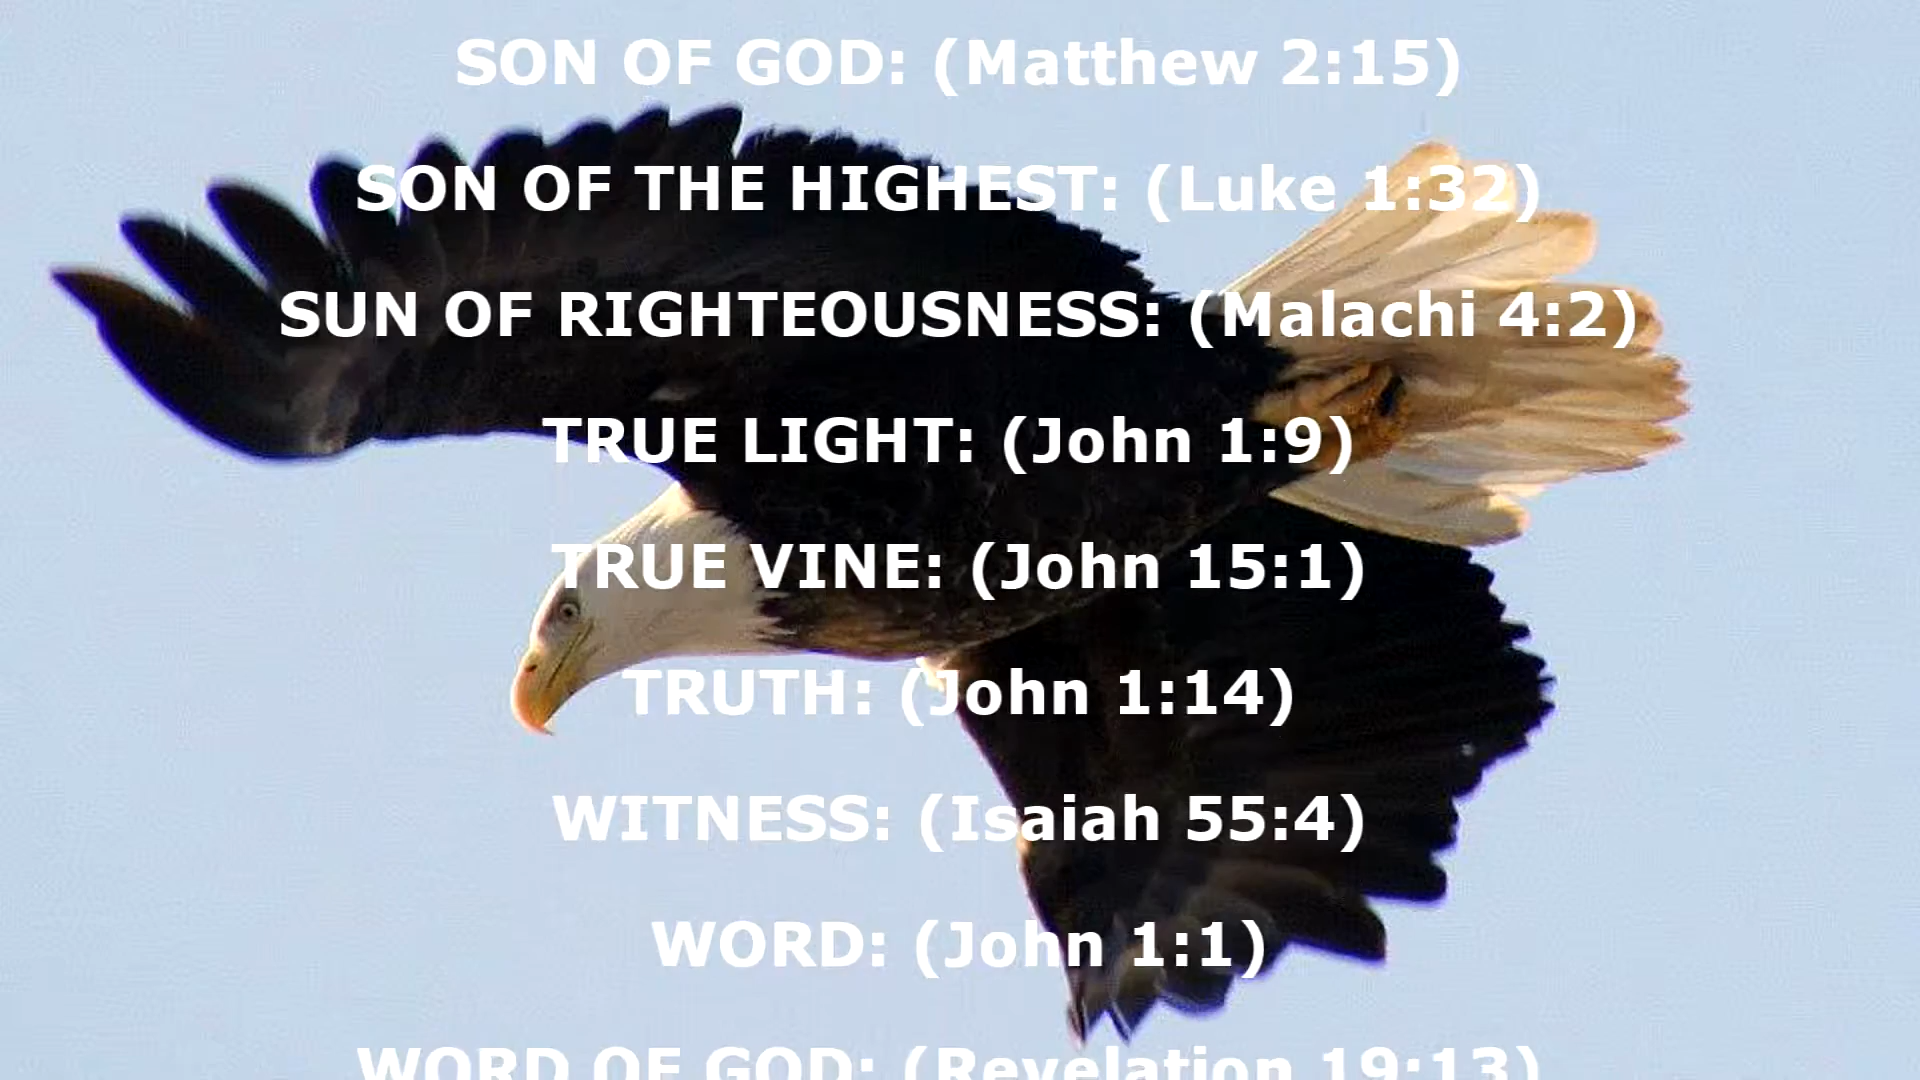 SON OF GOD: (Matthew 2:15)
SON OF THE HIGHEST: (Luke 1:32)
SUN OF RIGHTEOUSNESS: (Malachi 4:2)
TRUE LIGHT: (John 1:9)
TRUE VINE: (John 15:1)
TRUTH: (John 1:14)
WITNESS: (Isaiah 55:4)
WORD: (John 1:1)
WORD OF GOD: (Revelation 19:13)